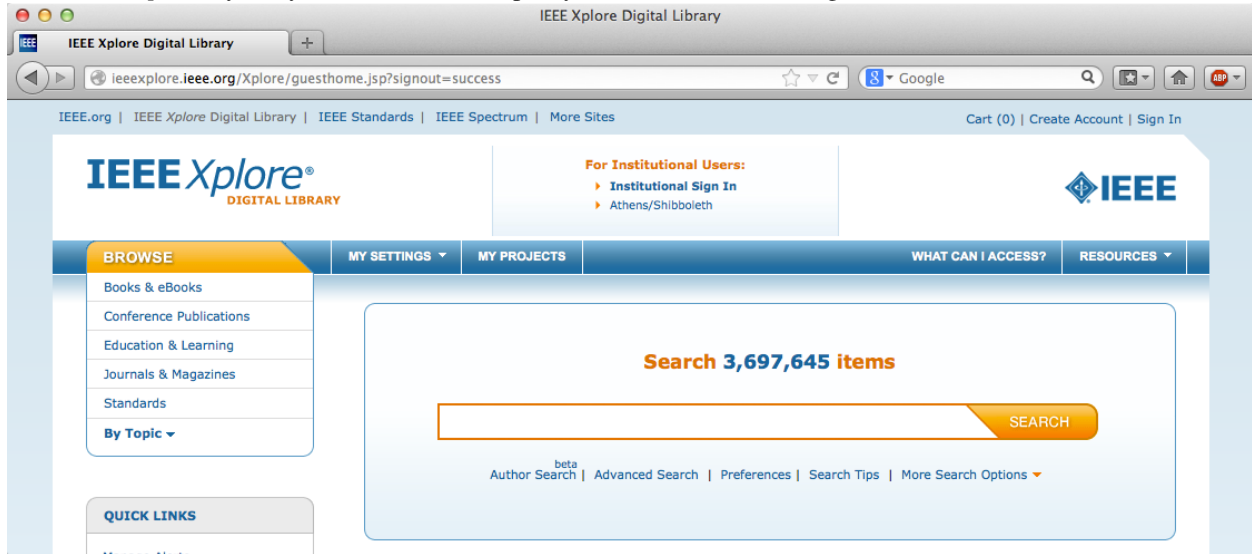 IEEE Xplore Digital Library
IEEE IEEE Xplore Digital Library +
ieeexplore.ieee.org/Xplore/guesthome.jsp?signout=success
Google
ABP
IEEE.org | IEEE Xplore Digital Library | IEEE Standards | IEEE Spectrum | More Sites
Cart (0) | Create Account | Sign In
IEEE Xplore®
DIGITAL LIBRARY
For Institutional Users:
Institutional Sign In
Athens/Shibboleth
IEEE
BROWSE
MY SETTINGS
MY PROJECTS
WHAT CAN I ACCESS?
RESOURCES
Books & eBooks
Conference Publications
Education & Learning
Journals & Magazines
Standards
By Topic
Search 3,697,645 items
SEARCH
beta
Author Search | Advanced Search | Preferences | Search Tips | More Search Options
QUICK LINKS